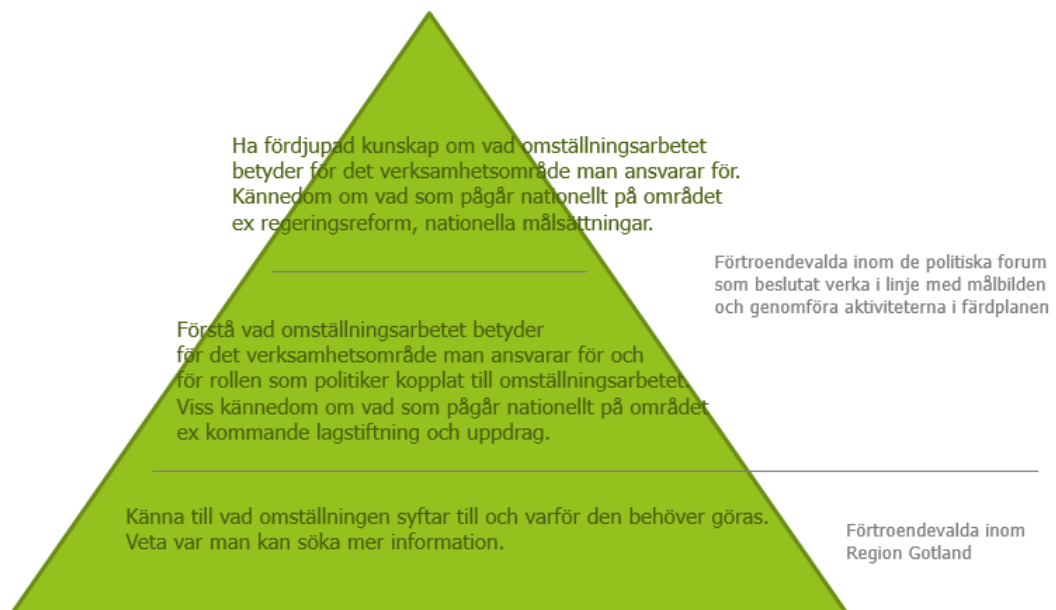 Ha fördjupad kunskap om vad omställningsarbetet
betyder för det verksamhetsområde man ansvarar för.
Kännedom om vad som pågår nationellt på området
ex regeringsreform, nationella målsättningar.
Förtroendevalda inom de politiska forum
som beslutat verka i linje med målbilden
och genomföra aktiviteterna i färdplanen
Förstå vad omställningsarbetet betyder
för det verksamhetsområde man ansvarar för och
för rollen som politiker kopplat till omställningsarbetet.
Viss kännedom om vad som pågår nationellt på området
ex kommande lagstiftning och uppdrag.
Känna till vad omställningen syftar till och varför den behöver göras.
Veta var man kan söka mer information.
Förtroendevalda inom
Region Gotland